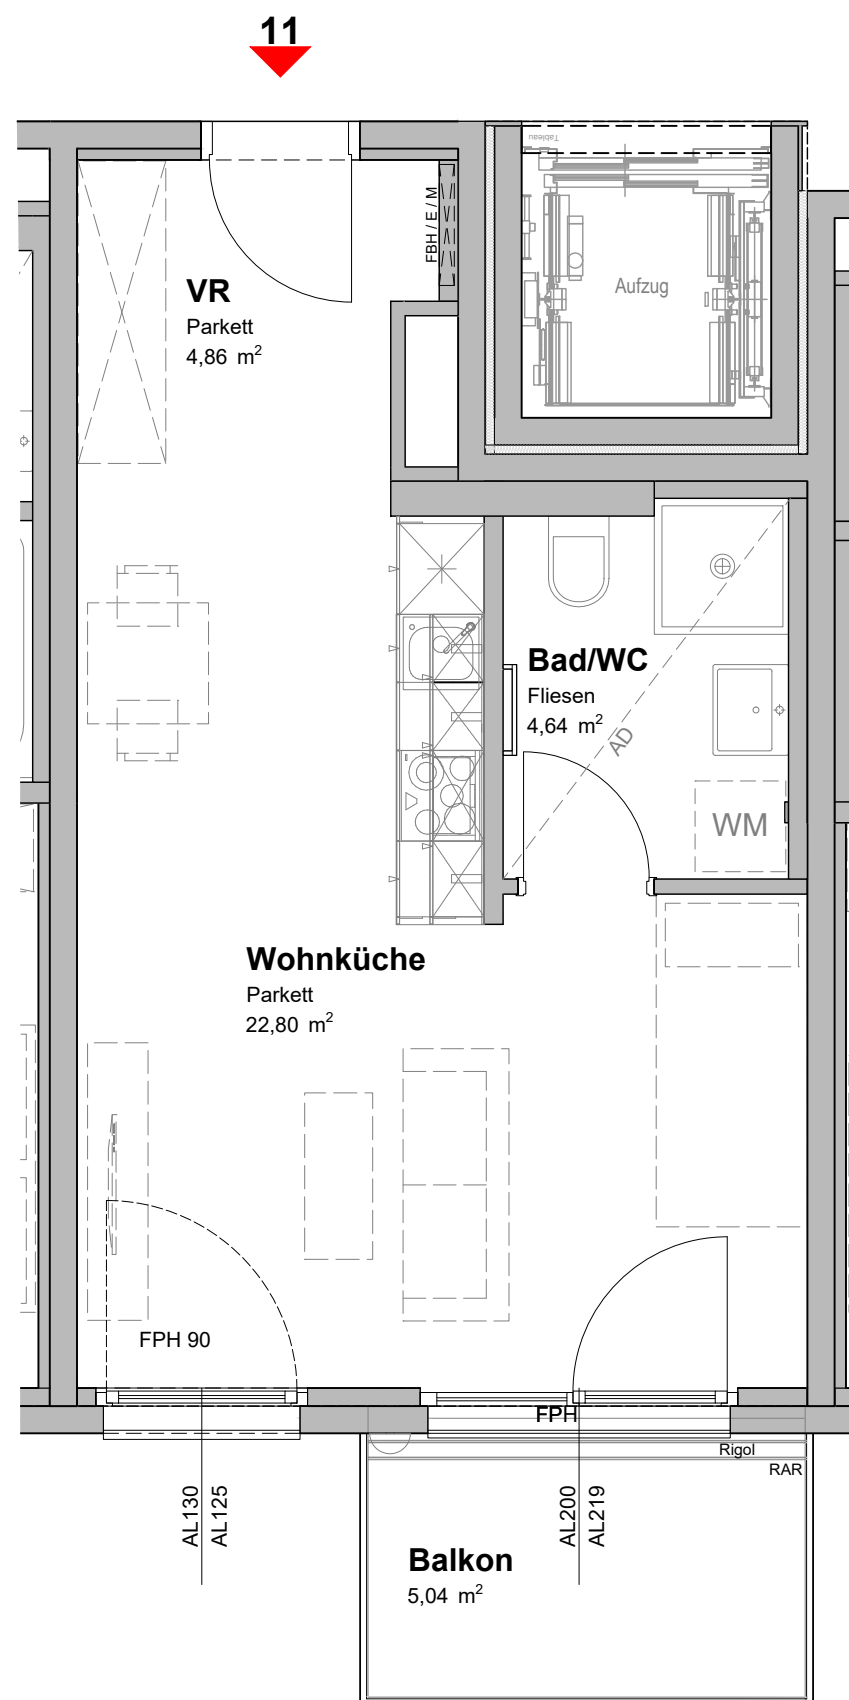 11
Tableau
FBH / E / M
Aufzug
VR
Parkett
4,86 m²
Bad/WC
Fliesen
4,64 m²
AD
WM
Wohnküche
Parkett
22,80 m²
FPH 90
FPH
Rigol
RAR
AL130
AL125
AL200
AL219
Balkon
5,04 m²